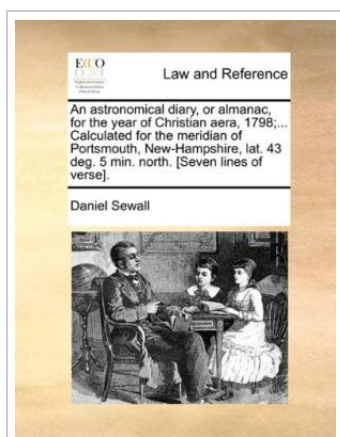 ECCO
Law and Reference
An astronomical diary, or almanac,
for the year of Christian aera, 1798;...
Calculated for the meridian of
Portsmouth, New-Hampshire, lat. 43
deg. 5 min. north. [Seven lines of
verse].
Daniel Sewall